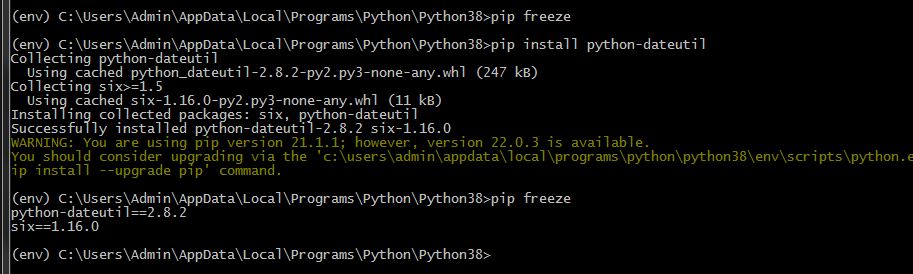 (env) C:\Users\Admin\AppData\Local\Programs\Python\Python38>pip freeze
(env) C:\Users\Admin\AppData\Local\Programs\Python\Python38>pip install python-dateutil
Collecting python-dateutil
  Using cached python_dateutil-2.8.2-py2.py3-none-any.whl (247 kB)
Collecting six>=1.5
  Using cached six-1.16.0-py2.py3-none-any.whl (11 kB)
Installing collected packages: six, python-dateutil
Successfully installed python-dateutil-2.8.2 six-1.16.0
WARNING: You are using pip version 21.1.1; however, version 22.0.3 is available.
You should consider upgrading via the 'c:\users\admin\appdata\local\programs\python\python38\env\scripts\python.e
ip install --upgrade pip' command.
(env) C:\Users\Admin\AppData\Local\Programs\Python\Python38>pip freeze
python-dateutil==2.8.2
six==1.16.0
(env) C:\Users\Admin\AppData\Local\Programs\Python\Python38>